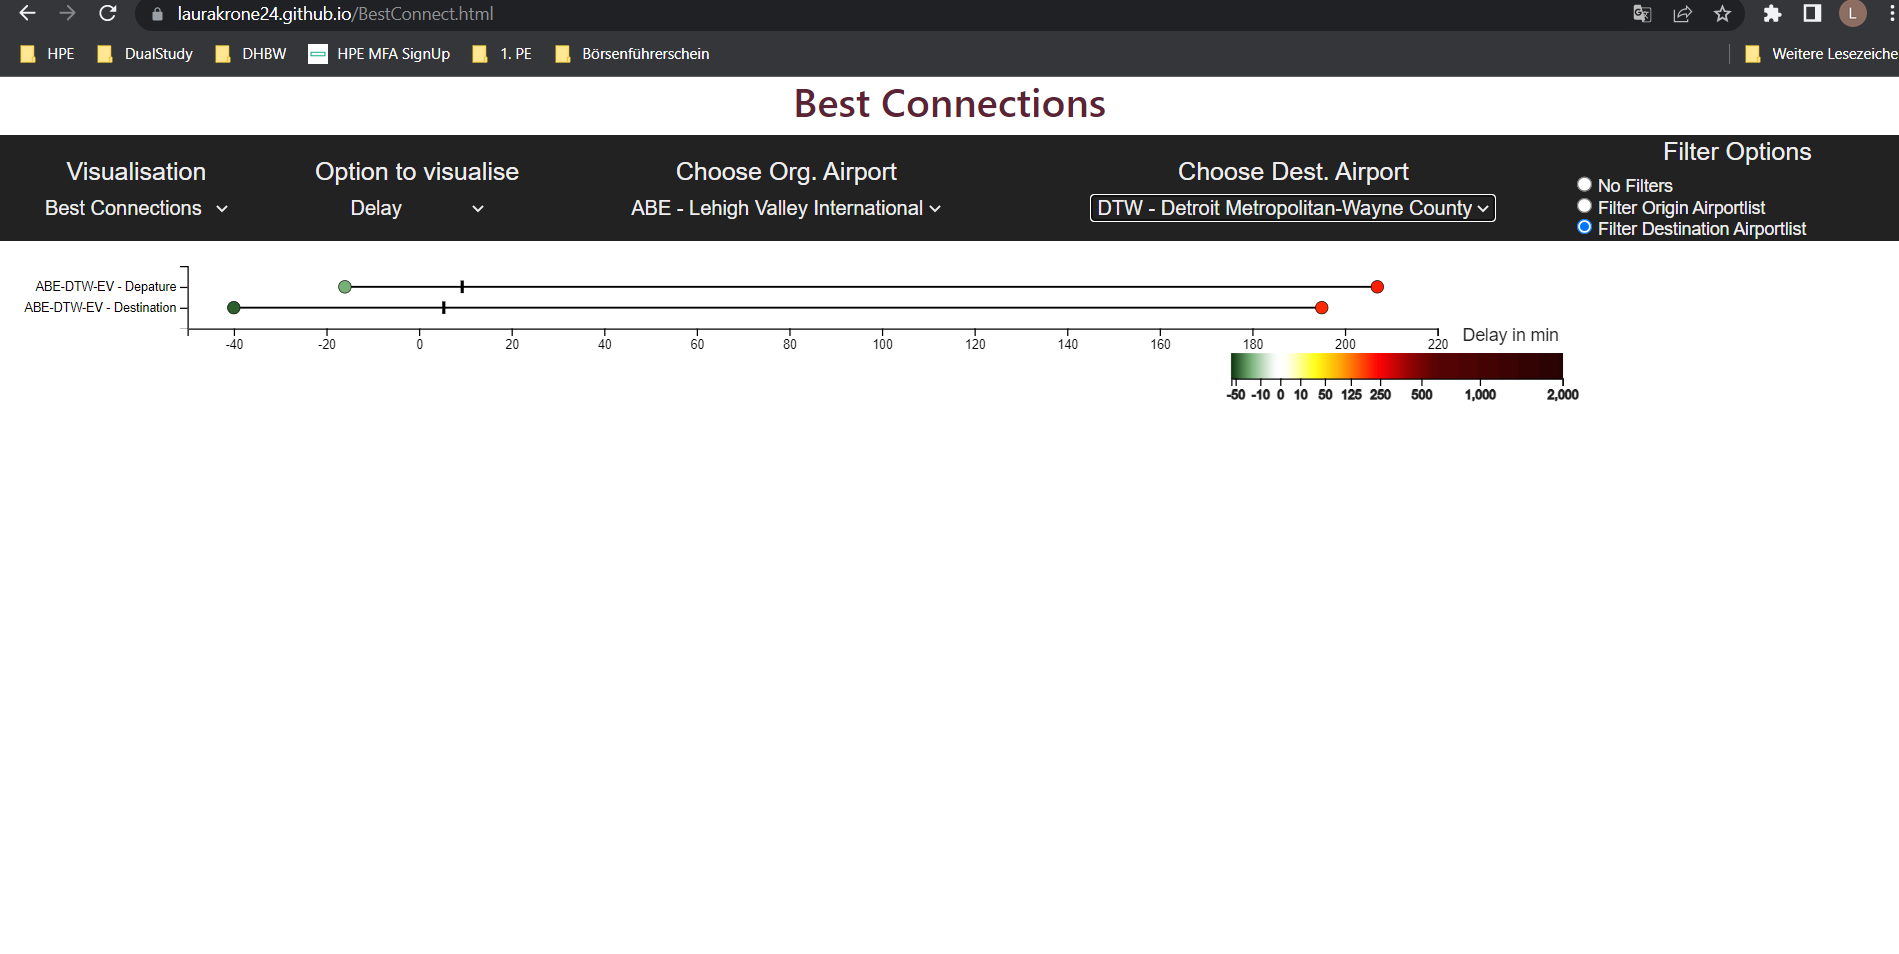 laurakrone24.github.io/BestConnect.html
L
HPE
DualStudy
DHBW
HPE MFA SignUp
1. PE
Börsenführerschein
Weitere Lesezeiche
Best Connections
Visualisation
Best Connections
Option to visualise
Delay
Choose Org. Airport
ABE - Lehigh Valley International
Choose Dest. Airport
DTW - Detroit Metropolitan-Wayne County
Filter Options
No Filters
Filter Origin Airportlist
Filter Destination Airportlist
ABE-DTW-EV - Depature
ABE-DTW-EV - Destination
-40 -20 0 20 40 60 80 100 120 140 160 180 200 220
Delay in min
-50 -10 0 10 50 125 250 500 1,000 2,000